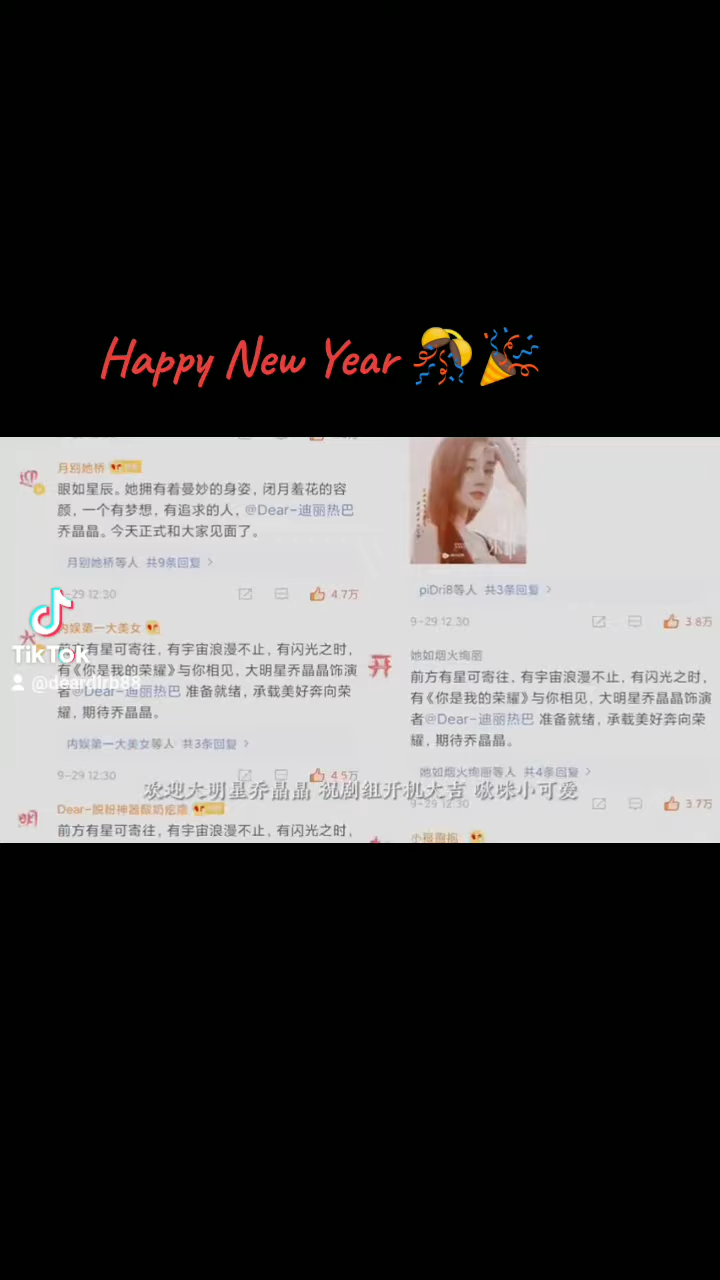 Happy New Year
月别她桥
眼如星辰。她拥有着曼妙的身姿，闭月羞花的容
颜，一个有梦想，有追求的人，@Dear-迪丽热巴
乔晶晶。今天正式和大家见面了。
月别她桥等人 共9条回复 >
-29 12:30
4.7万
内娱第一大美女
前方有星可寄往，有宇宙浪漫不止，有闪光之时，
有《你是我的荣耀》与你相见，大明星乔晶晶饰演
者@Dear-迪丽热巴 准备就绪，承载美好奔向荣
耀，期待乔晶晶。
内娱第一大美女等人 共3条回复 >
9-29 12:30
4.5万
前方有星可寄往，有宇宙浪漫不止，有闪光之时，
piDri8等人 共3条回复 >
9-29 12:30
3.8万
开
她如烟火绚丽
前方有星可寄往，有宇宙浪漫不止，有闪光之时，
有《你是我的荣耀》与你相见，大明星乔晶晶饰演
者@Dear-迪丽热巴 准备就绪，承载美好奔向荣
耀，期待乔晶晶。
她如烟火绚丽等人 共4条回复 >
9-29 12:30
3.7万
欢迎大明星乔晶晶 祝剧组开机大吉 啾咪小可爱
TikTok
@deardlrb88